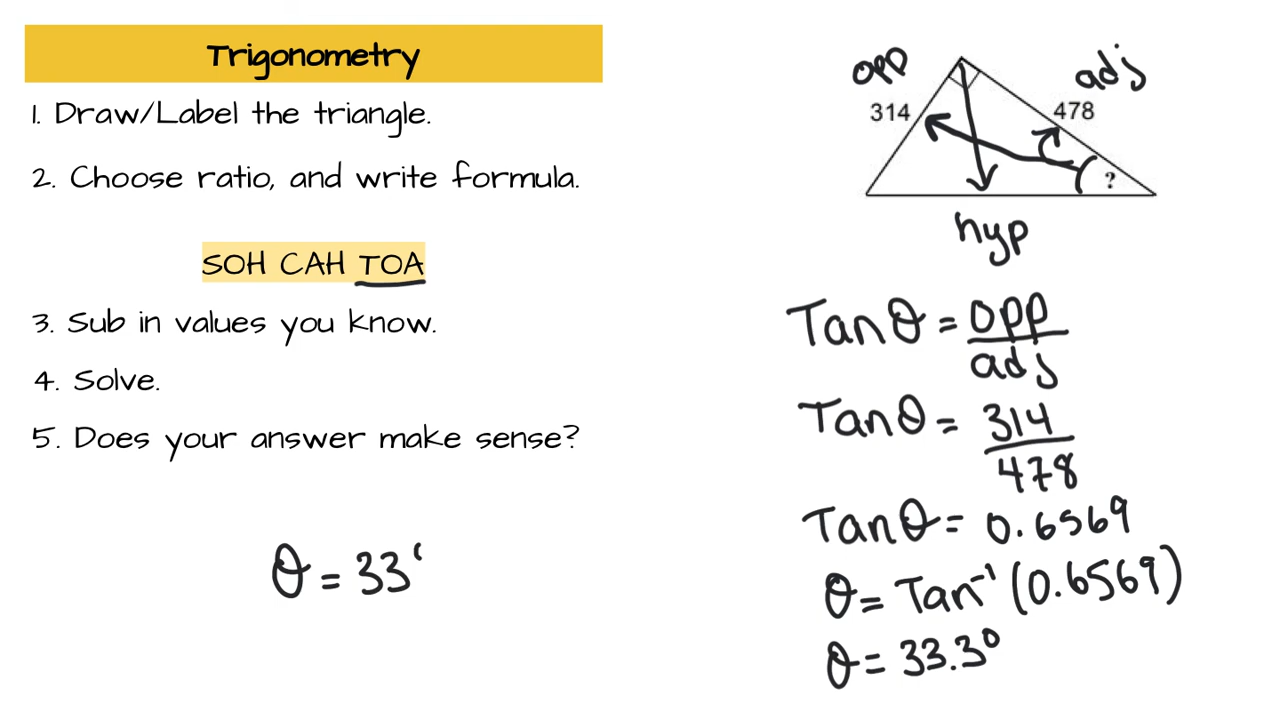 Trigonometry
1. Draw/Label the triangle.
2. Choose ratio, and write formula.
SOH CAH TOA
3. Sub in values you know.
4. Solve.
5. Does your answer make sense?
θ = 33
opp
adj
314
478
?
hyp
Tanθ = opp
adj
Tanθ = 314
478
Tanθ = 0.6569
θ = Tan⁻¹ (0.6569)
θ = 33.3°